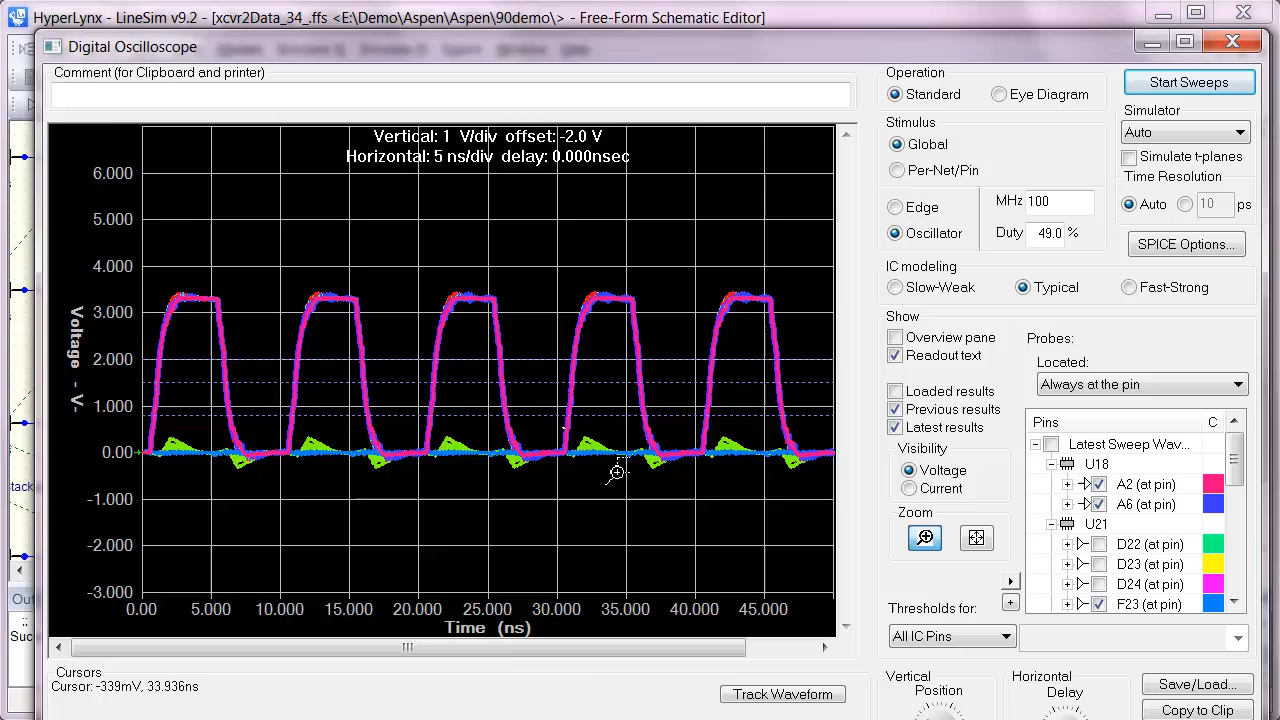 HyperLynx - LineSim v9.2 - [xcvr2Data_34_.ffs <E:\Demo\Aspen\Aspen\90demo\> - Free-Form Schematic Editor]
Digital Oscilloscope
Comment (for Clipboard and printer)
Vertical: 1 V/div offset: -2.0 V
Horizontal: 5 ns/div delay: 0.000nsec
6.000
5.000
4.000
3.000
2.000
1.000
0.00
-1.000
-2.000
-3.000
Voltage - V-
0.00 5.000 10.000 15.000 20.000 25.000 30.000 35.000 40.000 45.000
Time (ns)
Cursors
Cursor: -339mV, 33.936ns
Track Waveform
Operation
Standard Eye Diagram
Start Sweeps
Stimulus
Global
Per-Net/Pin
Edge
Oscillator
MHz 100
Duty 49.0 %
Simulator
Auto
Simulate t-planes
Time Resolution
Auto 10 ps
SPICE Options...
IC modeling
Slow-Weak Typical Fast-Strong
Show
Overview pane
Readout text
Loaded results
Previous results
Latest results
Visibility
Voltage
Current
Zoom
Thresholds for:
All IC Pins
Probes:
Located:
Always at the pin
Pins C
Latest Sweep Wav...
U18
A2 (at pin)
A6 (at pin)
U21
D22 (at pin)
D23 (at pin)
D24 (at pin)
F23 (at pin)
Vertical
Position
Horizontal
Delay
Save/Load...
Copy to Clip
tack
Out
Suc